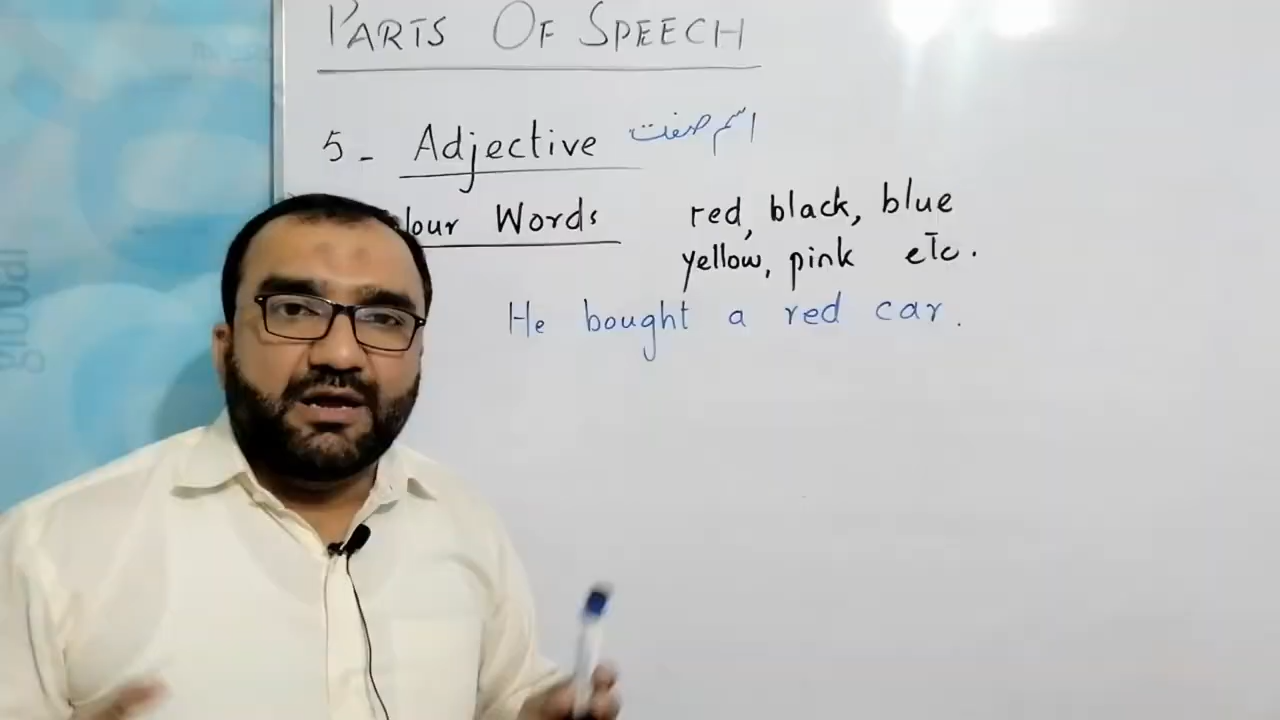 PARTS OF SPEECH
5- Adjective اسم صفت
lour Words red, black, blue
yellow, pink etc.
He bought a red car.
global